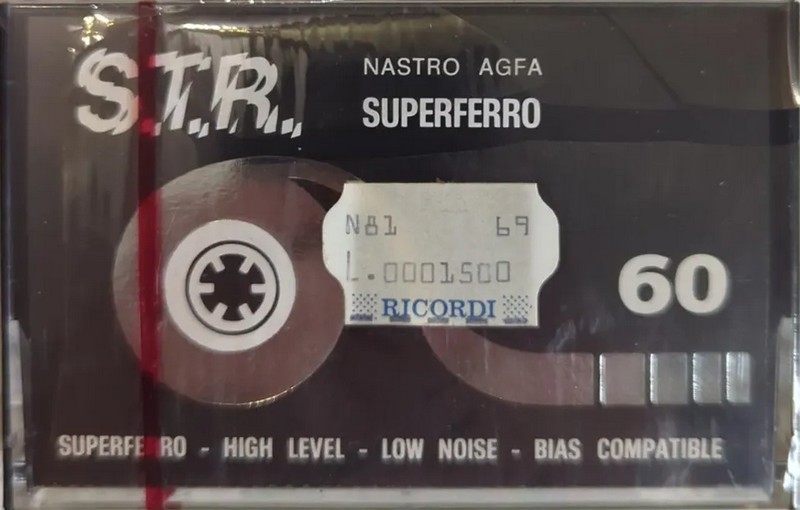 S.T.R.
NASTRO AGFA
SUPERFERRO
N81 69
L.0001500
RICORDI
60
SUPERFERRO - HIGH LEVEL - LOW NOISE - BIAS COMPATIBLE